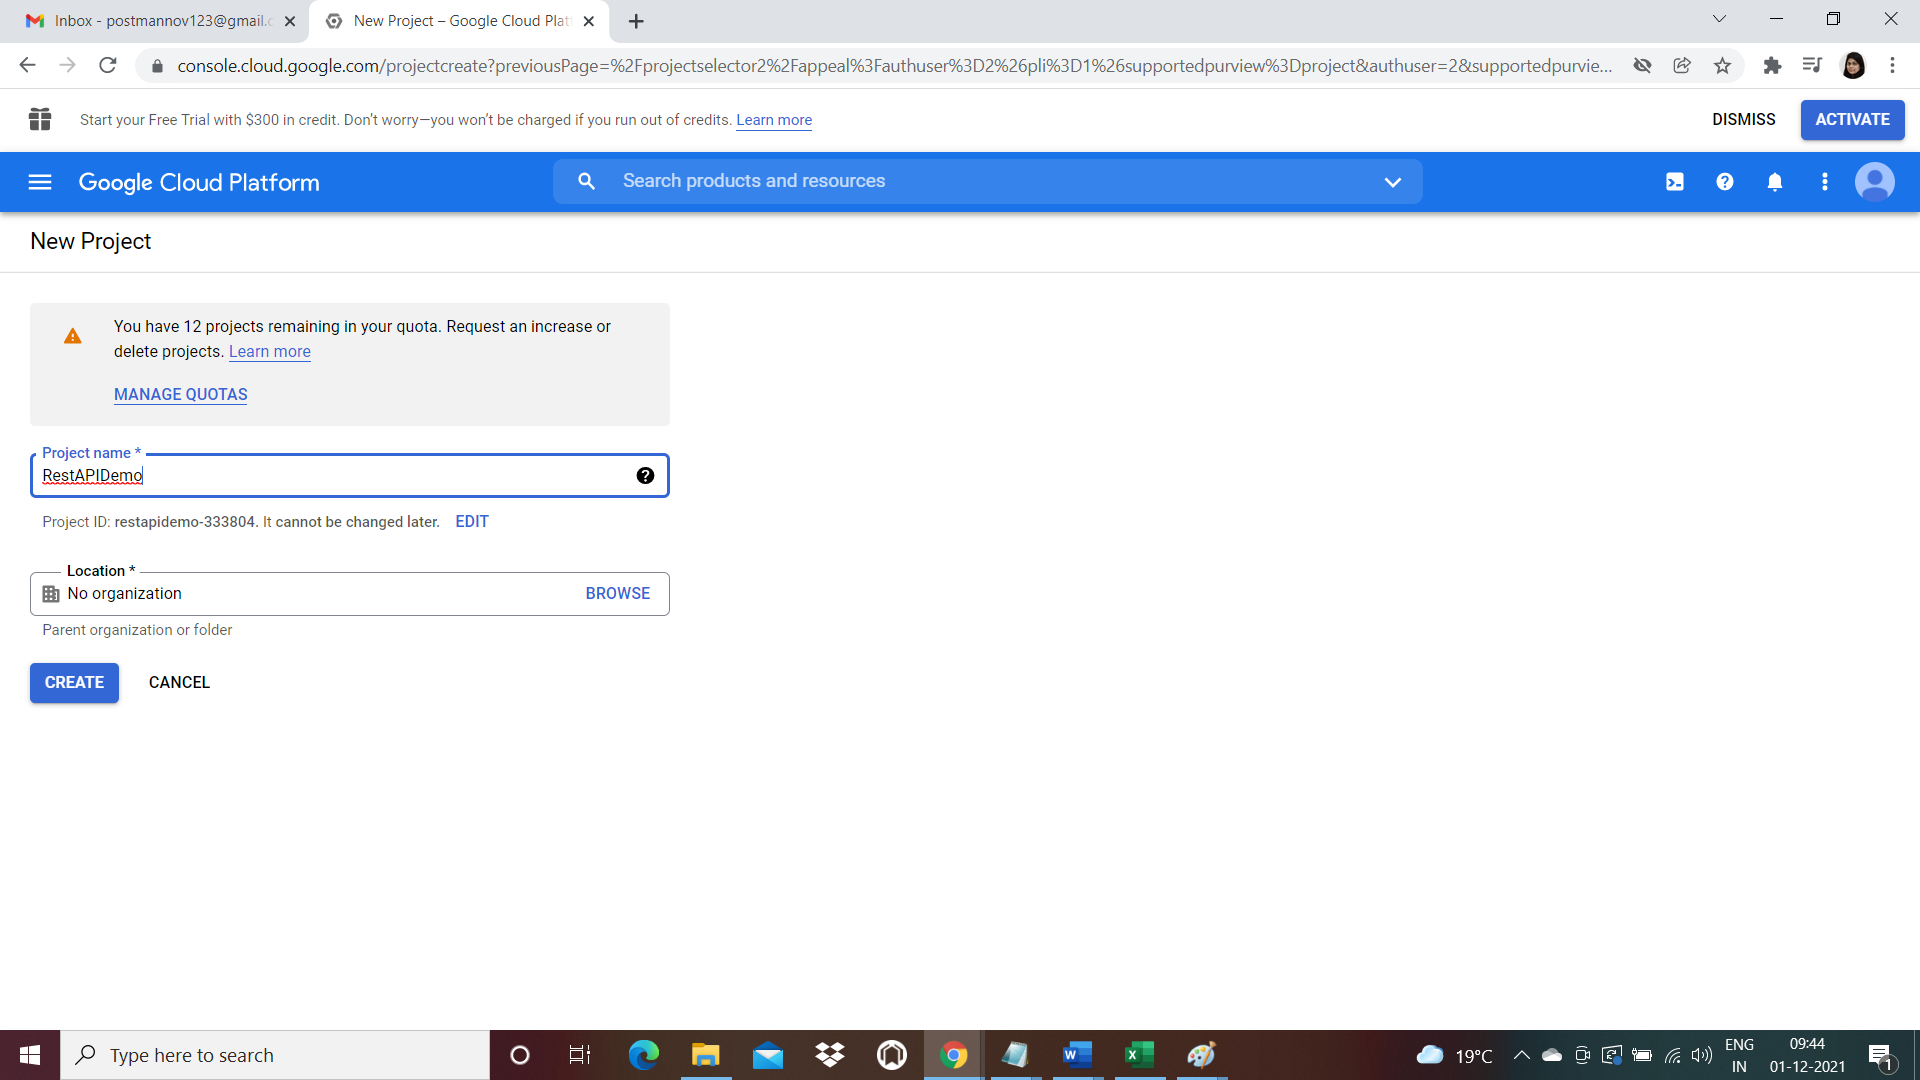 Inbox - postmannov123@gmail.c
New Project – Google Cloud Plat
console.cloud.google.com/projectcreate?previousPage=%2Fprojectselector2%2Fappeal%3Fauthuser%3D2%26pli%3D1%26supportedpurview%3Dproject&authuser=2&supportedpurvie...
Start your Free Trial with $300 in credit. Don't worry—you won't be charged if you run out of credits. Learn more
DISMISS
ACTIVATE
Google Cloud Platform
Search products and resources
New Project
You have 12 projects remaining in your quota. Request an increase or
delete projects. Learn more
MANAGE QUOTAS
Project name *
RestAPIDemo
Project ID: restapidemo-333804. It cannot be changed later. EDIT
Location *
No organization
BROWSE
Parent organization or folder
CREATE
CANCEL
Type here to search
19°C
ENG
IN
09:44
01-12-2021
1